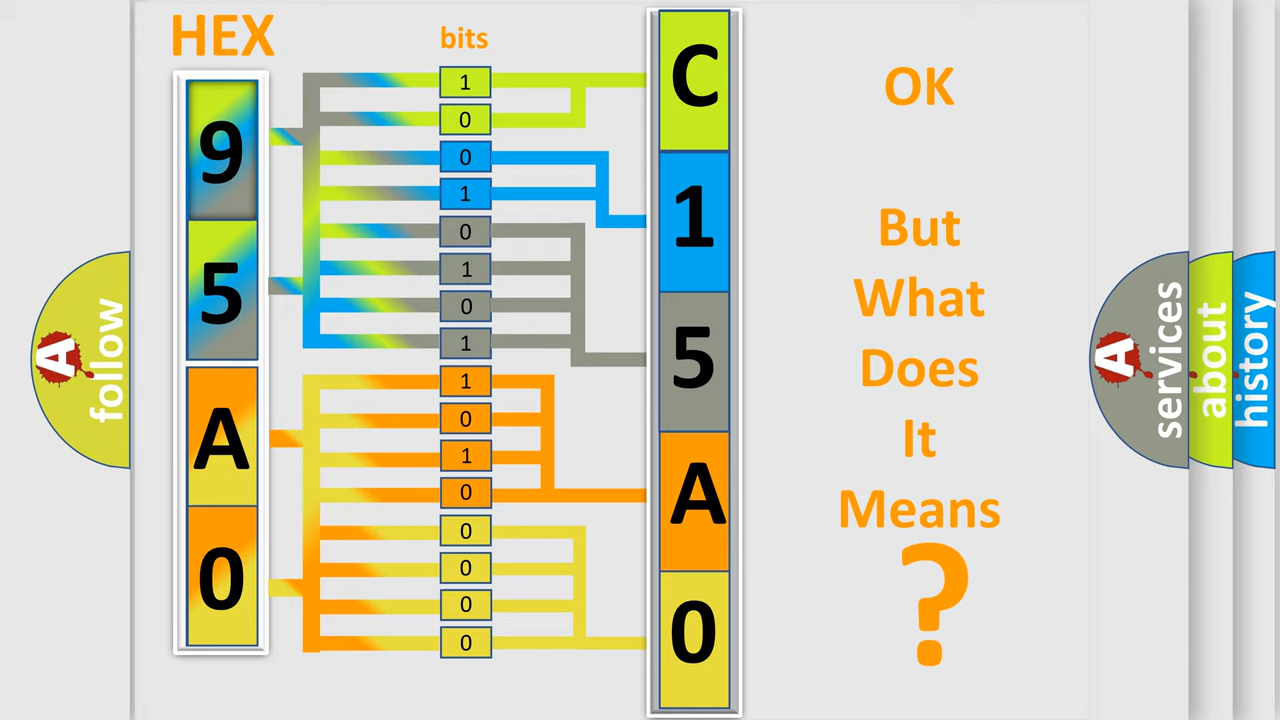 HEX
bits
9
5
A
0
1
0
0
1
0
1
0
1
1
0
1
0
0
0
0
0
C
1
5
A
0
OK
But
What
Does
It
Means
?
A
follow
A
services
about
history